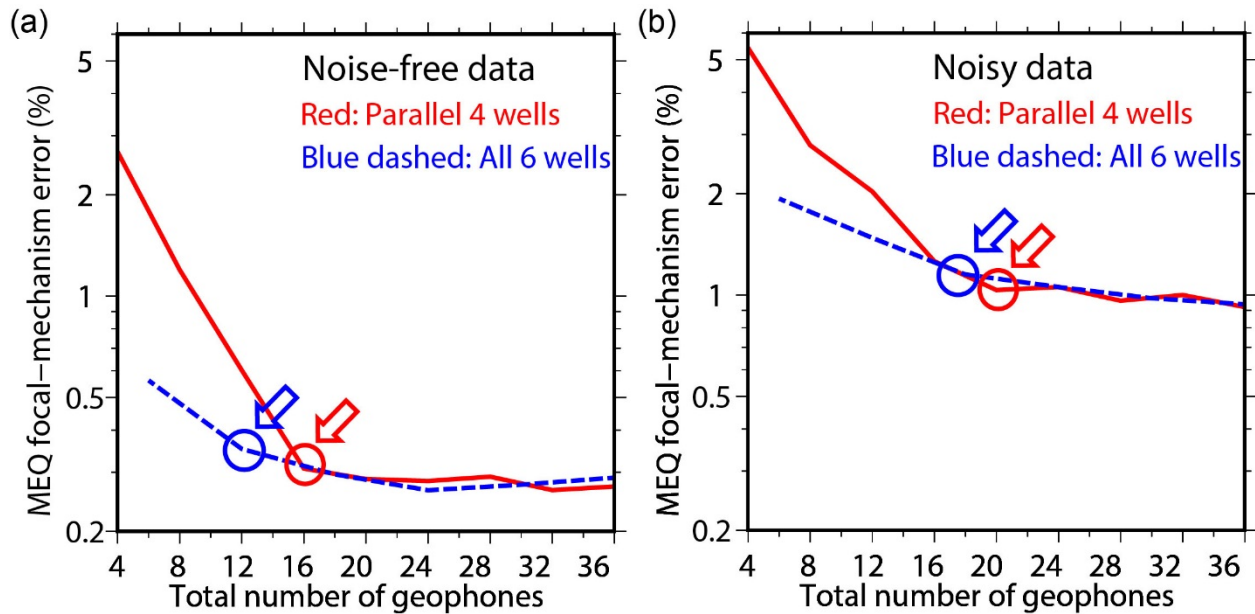 (a)
Noise-free data
Red: Parallel 4 wells
Blue dashed: All 6 wells
MEQ focal−mechanism error (%)
5
2
1
0.5
0.2
4 8 12 16 20 24 28 32 36
Total number of geophones
(b)
Noisy data
Red: Parallel 4 wells
Blue dashed: All 6 wells
MEQ focal−mechanism error (%)
5
2
1
0.5
0.2
4 8 12 16 20 24 28 32 36
Total number of geophones